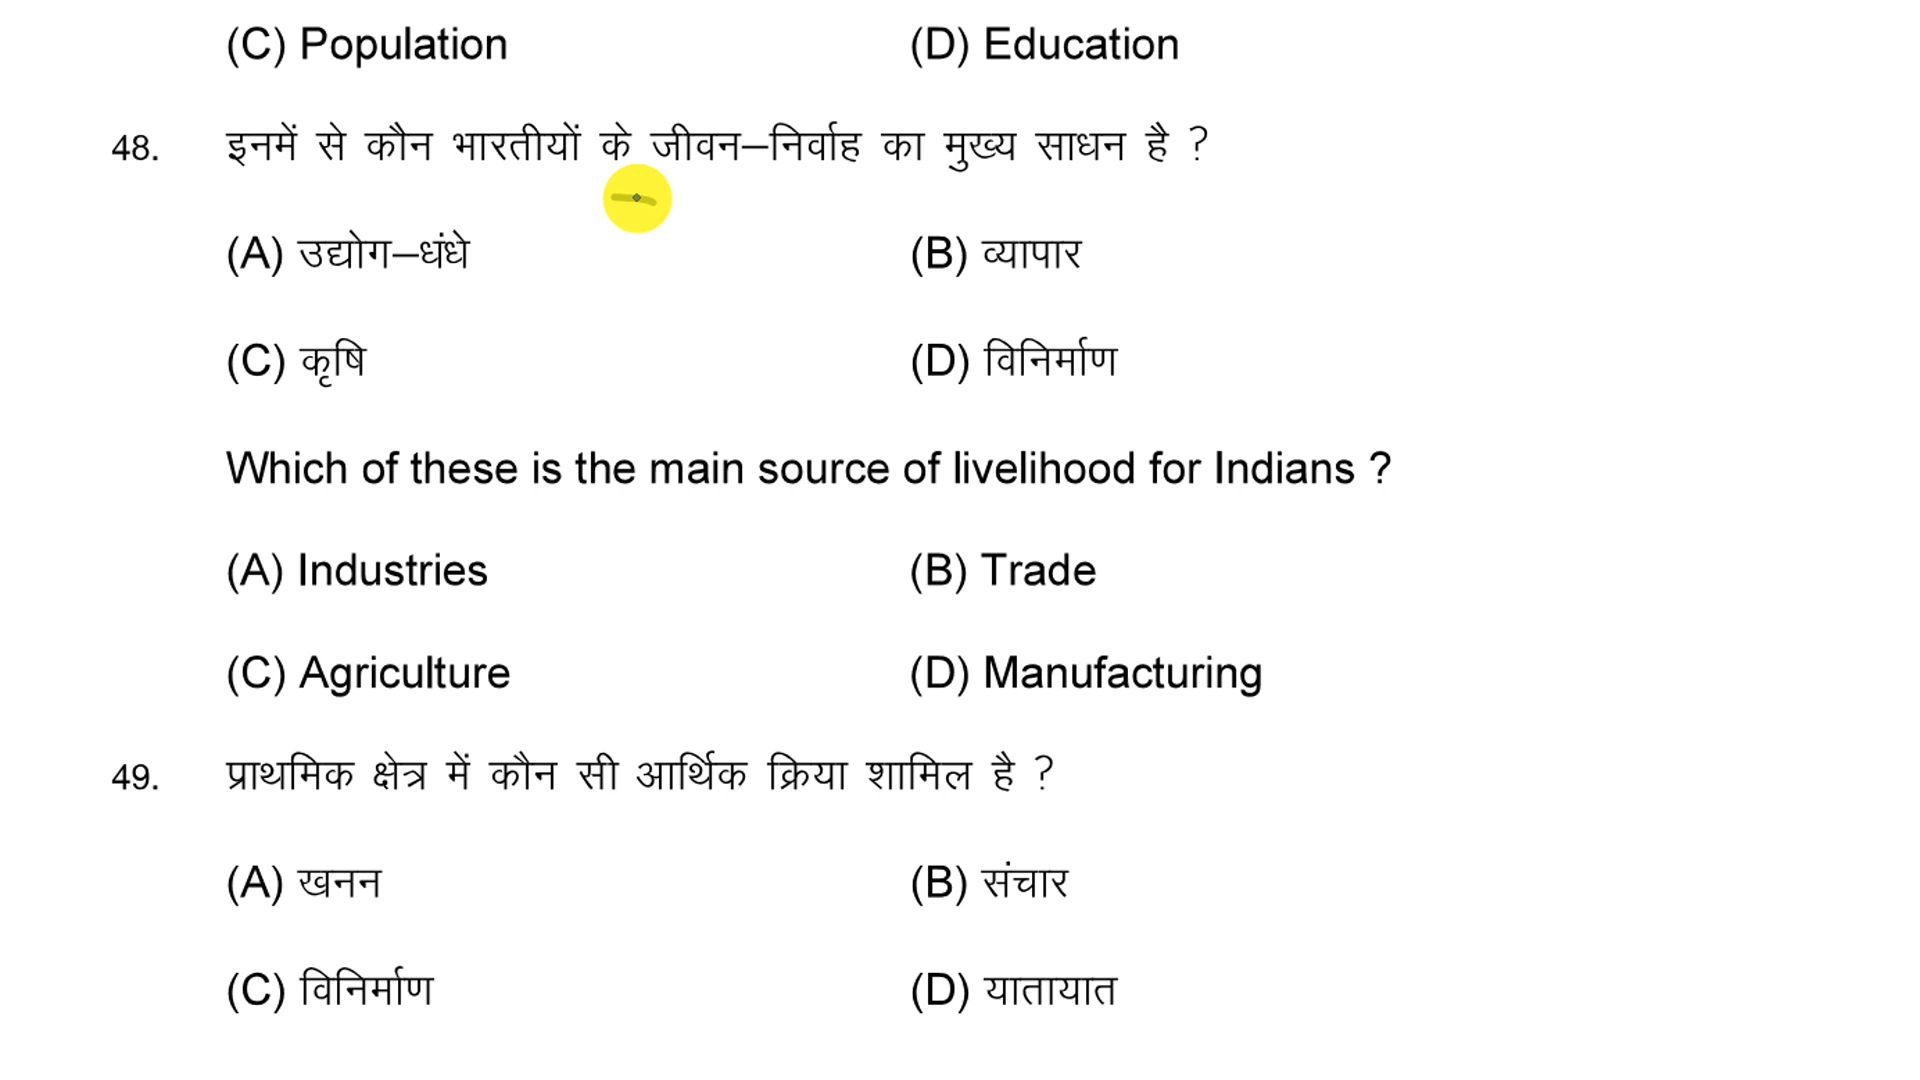 (C) Population (D) Education
48. इनमें से कौन भारतीयों के जीवन–निर्वाह का मुख्य साधन है ?
(A) उद्योग–धंधे (B) व्यापार
(C) कृषि (D) विनिर्माण
Which of these is the main source of livelihood for Indians ?
(A) Industries (B) Trade
(C) Agriculture (D) Manufacturing
49. प्राथमिक क्षेत्र में कौन सी आर्थिक क्रिया शामिल है ?
(A) खनन (B) संचार
(C) विनिर्माण (D) यातायात